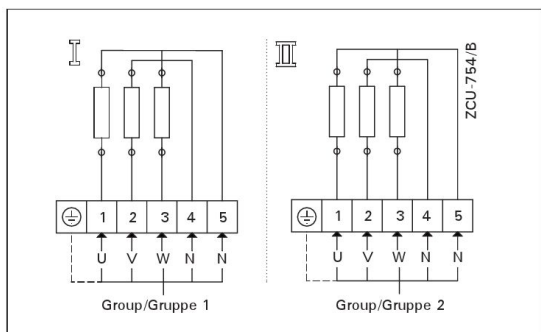 I
II
ZCU-754/B
1 2 3 4 5
U V W N N
Group/Gruppe 1
1 2 3 4 5
U V W N N
Group/Gruppe 2